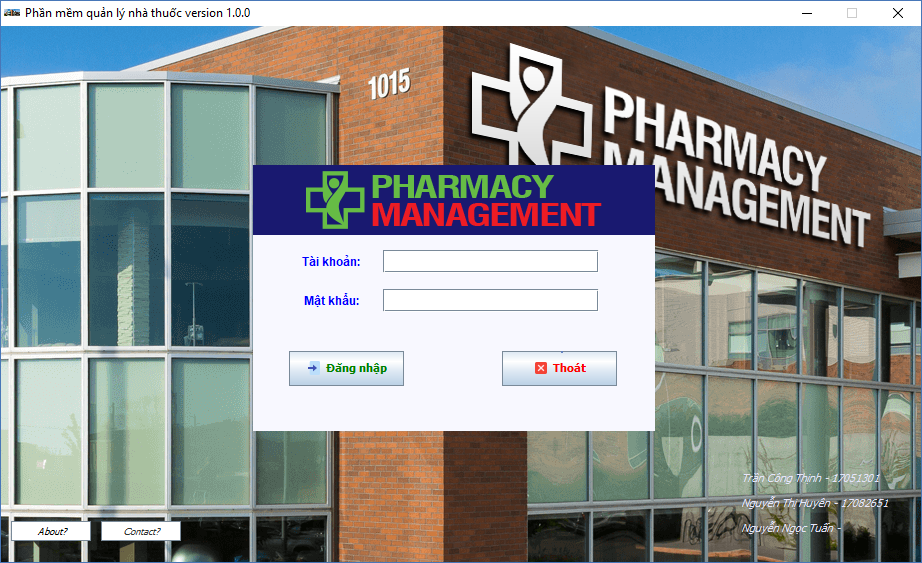 Phần mềm quản lý nhà thuốc version 1.0.0
1015
PHARMACY
MANAGEMENT
PHARMACY
MANAGEMENT
Tài khoản:
Mật khẩu:
Đăng nhập
Thoát
Trần Công Thịnh - 17051301
Nguyễn Thị Huyên - 17082651
Nguyễn Ngọc Tuấn -
About?
Contact?